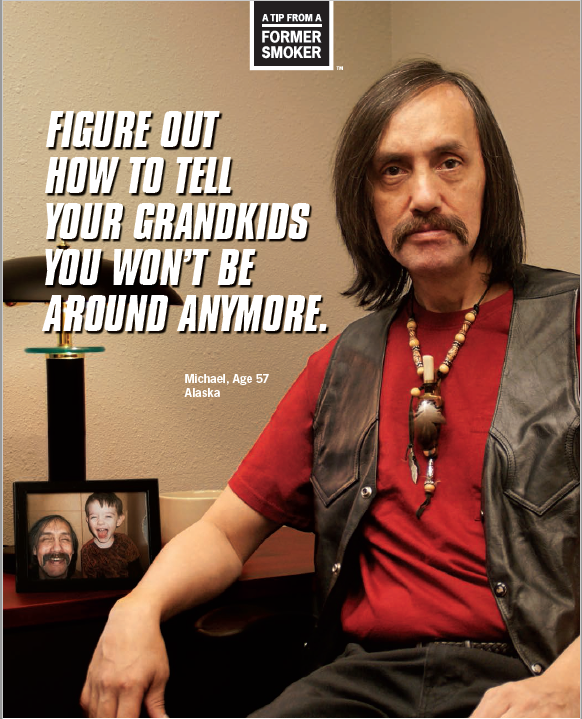 A TIP FROM A
FORMER
SMOKER
™
FIGURE OUT
HOW TO TELL
YOUR GRANDKIDS
YOU WON'T BE
AROUND ANYMORE.
Michael, Age 57
Alaska